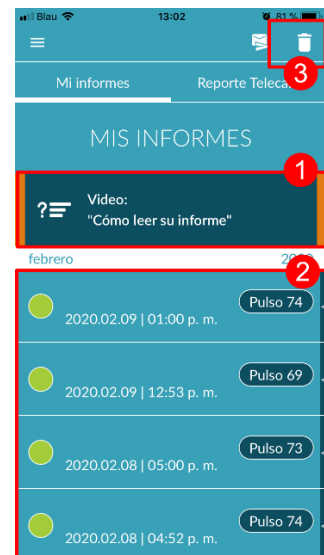 Blau 13:02 81 %
Mi informes Reporte Teleca
3
MIS INFORMES
1
Video:
"Cómo leer su informe"
febrero
2
Pulso 74
2020.02.09 | 01:00 p. m.
Pulso 69
2020.02.09 | 12:53 p. m.
Pulso 73
2020.02.08 | 05:00 p. m.
Pulso 74
2020.02.08 | 04:52 p. m.